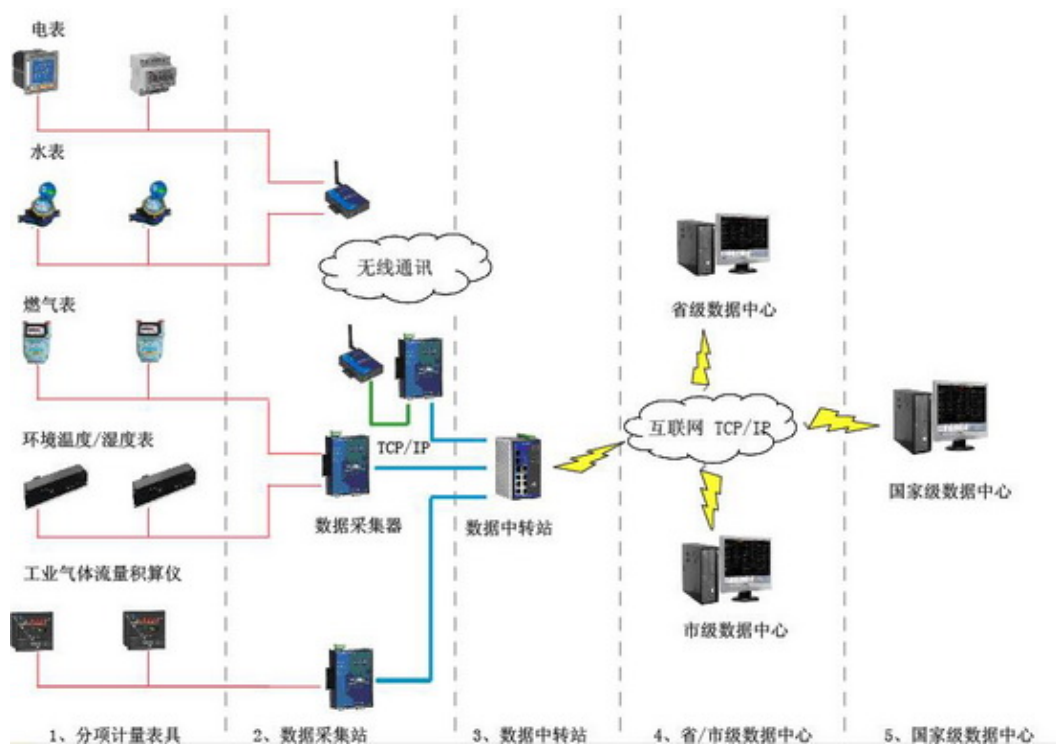 电表
水表
无线通讯
燃气表
省级数据中心
环境温度/湿度表
TCP/IP
互联网 TCP/IP
国家级数据中心
数据采集器
数据中转站
工业气体流量积算仪
市级数据中心
1、分项计量表具
2、数据采集站
3、数据中转站
4、省/市级数据中心
5、国家级数据中心